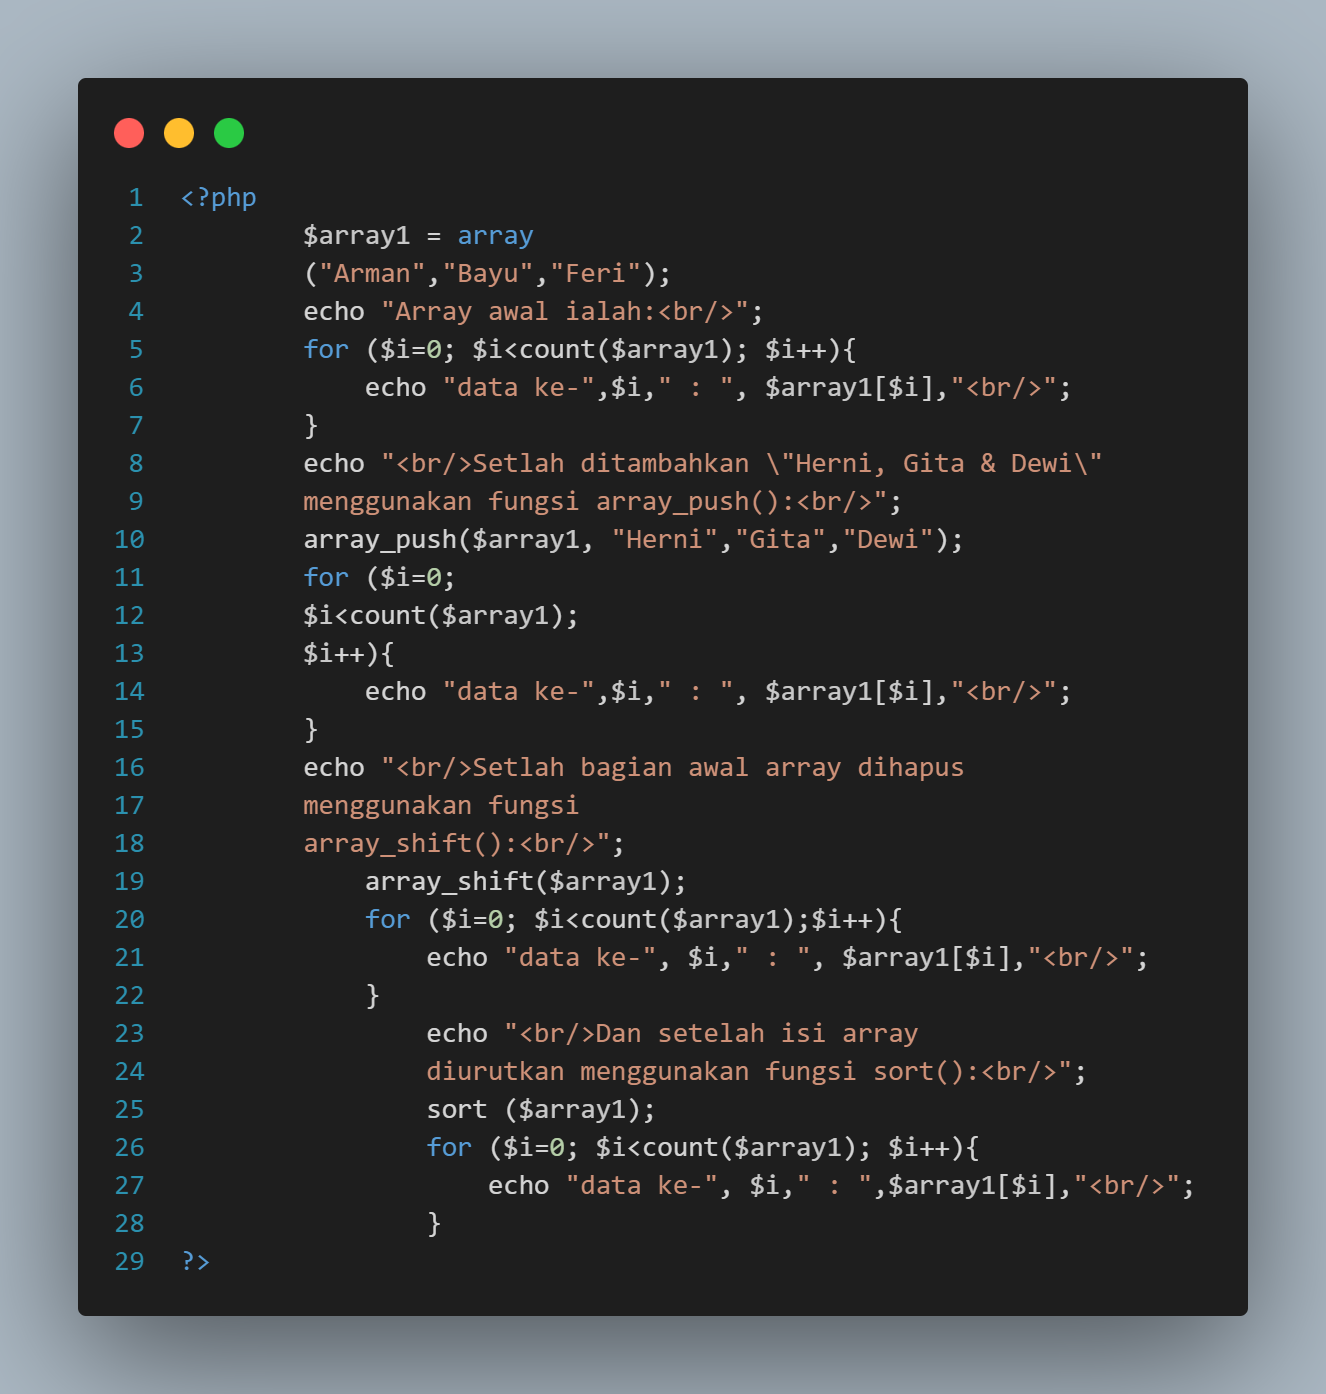 1 <?php
2         $array1 = array
3         ("Arman","Bayu","Feri");
4         echo "Array awal ialah:<br/>";
5         for ($i=0; $i<count($array1); $i++){
6             echo "data ke-",$i," : ", $array1[$i],"<br/>";
7         }
8         echo "<br/>Setlah ditambahkan \"Herni, Gita & Dewi\"
9         menggunakan fungsi array_push():<br/>";
10         array_push($array1, "Herni","Gita","Dewi");
11         for ($i=0;
12         $i<count($array1);
13         $i++){
14             echo "data ke-",$i," : ", $array1[$i],"<br/>";
15         }
16         echo "<br/>Setlah bagian awal array dihapus
17         menggunakan fungsi
18         array_shift():<br/>";
19             array_shift($array1);
20             for ($i=0; $i<count($array1);$i++){
21                 echo "data ke-", $i," : ", $array1[$i],"<br/>";
22             }
23                 echo "<br/>Dan setelah isi array
24                 diurutkan menggunakan fungsi sort():<br/>";
25                 sort ($array1);
26                 for ($i=0; $i<count($array1); $i++){
27                     echo "data ke-", $i," : ",$array1[$i],"<br/>";
28                 }
29 ?>